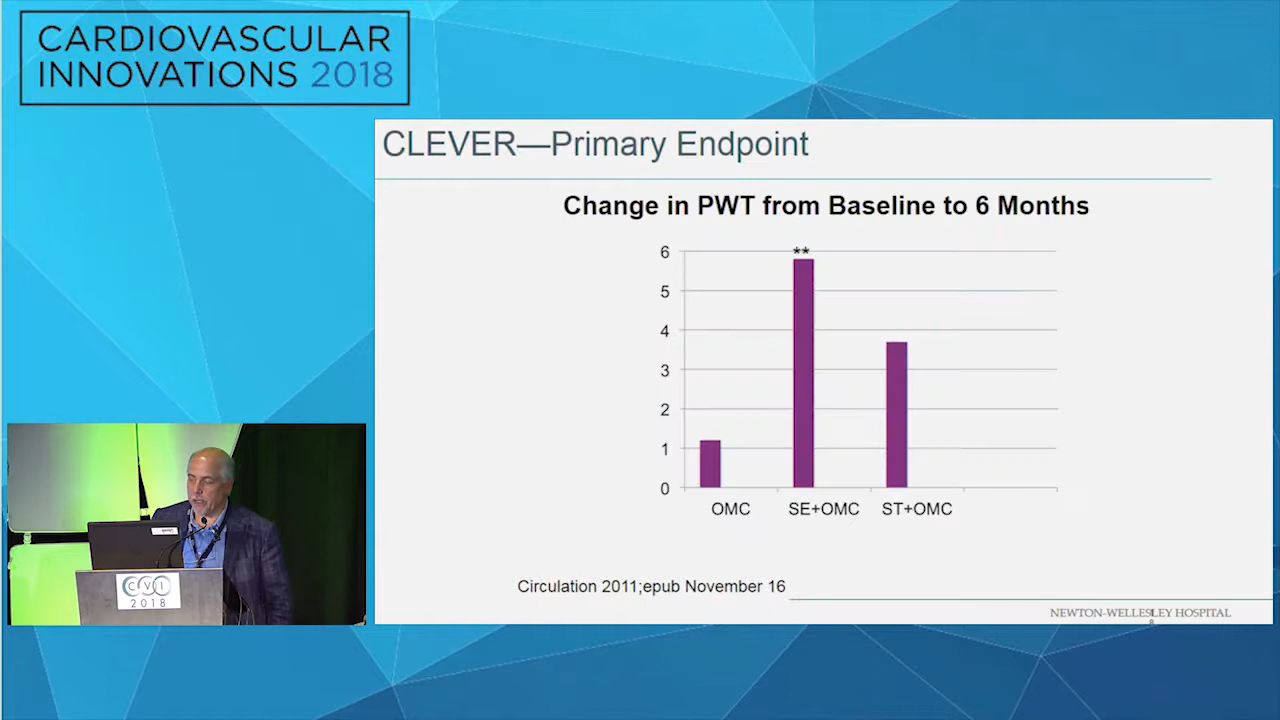 CARDIOVASCULAR
INNOVATIONS 2018
CLEVER—Primary Endpoint
Change in PWT from Baseline to 6 Months
6
**
5
4
3
2
1
0
OMC
SE+OMC
ST+OMC
Circulation 2011;epub November 16
NEWTON-WELLESLEY HOSPITAL
CVI
2018